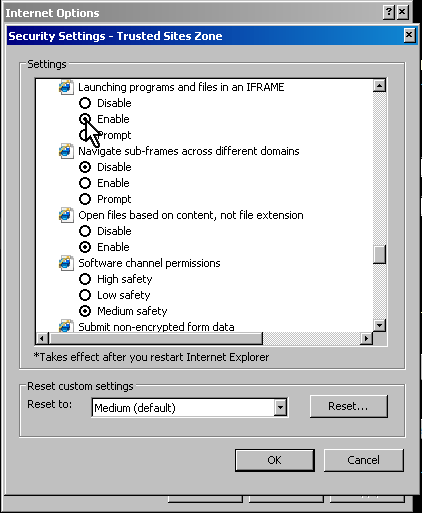 Internet Options
Security Settings - Trusted Sites Zone
Settings
Launching programs and files in an IFRAME
Disable
Enable
Prompt
Navigate sub-frames across different domains
Disable
Enable
Prompt
Open files based on content, not file extension
Disable
Enable
Software channel permissions
High safety
Low safety
Medium safety
Submit non-encrypted form data
*Takes effect after you restart Internet Explorer
Reset custom settings
Reset to:
Medium (default)
Reset...
OK
Cancel